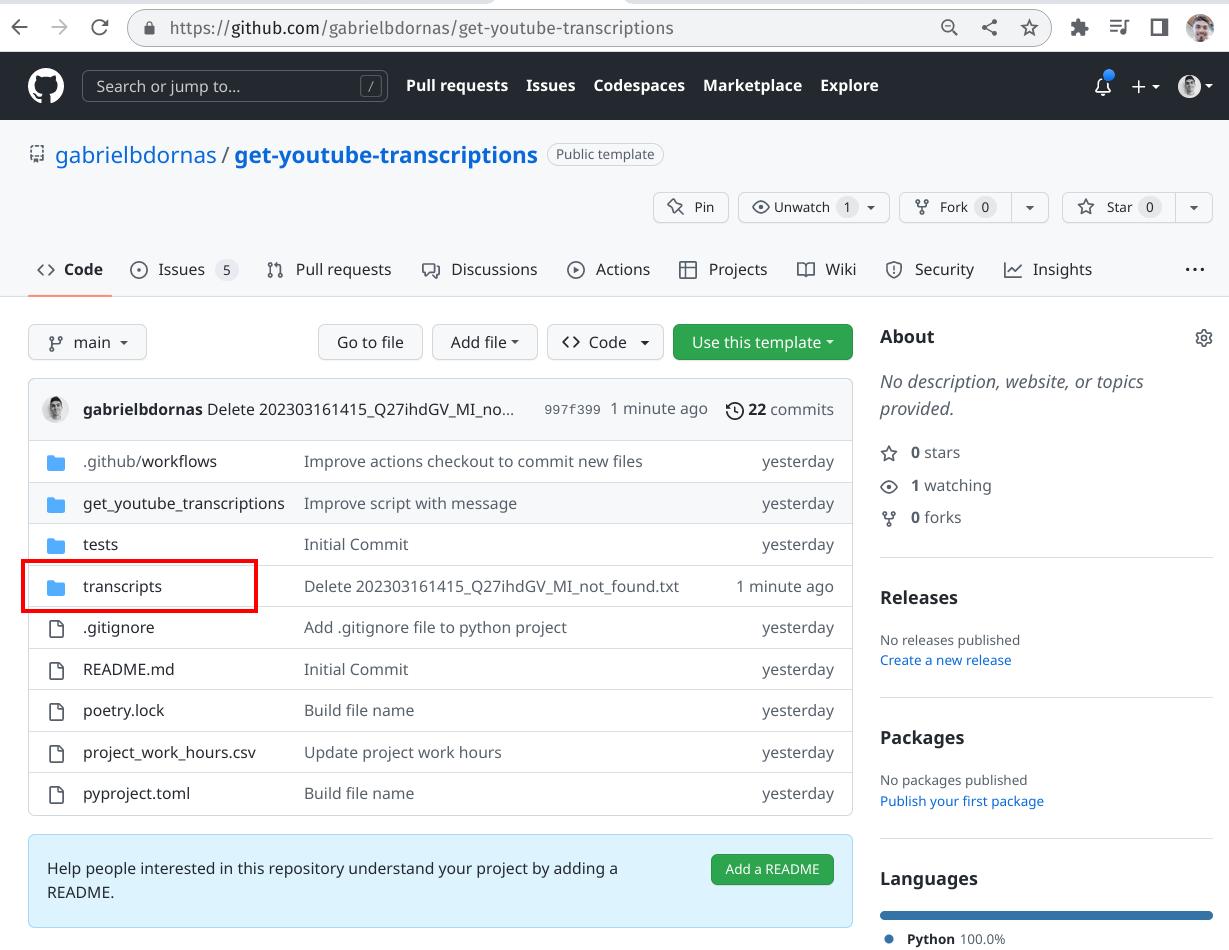 https://github.com/gabrielbdornas/get-youtube-transcriptions
Search or jump to... / Pull requests Issues Codespaces Marketplace Explore
gabrielbdornas / get-youtube-transcriptions Public template
Pin Unwatch 1 Fork 0 Star 0
Code Issues 5 Pull requests Discussions Actions Projects Wiki Security Insights ...
main Go to file Add file Code Use this template
gabrielbdornas Delete 202303161415_Q27ihdGV_MI_no... 997f399 1 minute ago 22 commits
.github/workflows Improve actions checkout to commit new files yesterday
get_youtube_transcriptions Improve script with message yesterday
tests Initial Commit yesterday
transcripts Delete 202303161415_Q27ihdGV_MI_not_found.txt 1 minute ago
.gitignore Add .gitignore file to python project yesterday
README.md Initial Commit yesterday
poetry.lock Build file name yesterday
project_work_hours.csv Update project work hours yesterday
pyproject.toml Build file name yesterday
Help people interested in this repository understand your project by adding a
README.
Add a README
About
No description, website, or topics
provided.
0 stars
1 watching
0 forks
Releases
No releases published
Create a new release
Packages
No packages published
Publish your first package
Languages
Python 100.0%